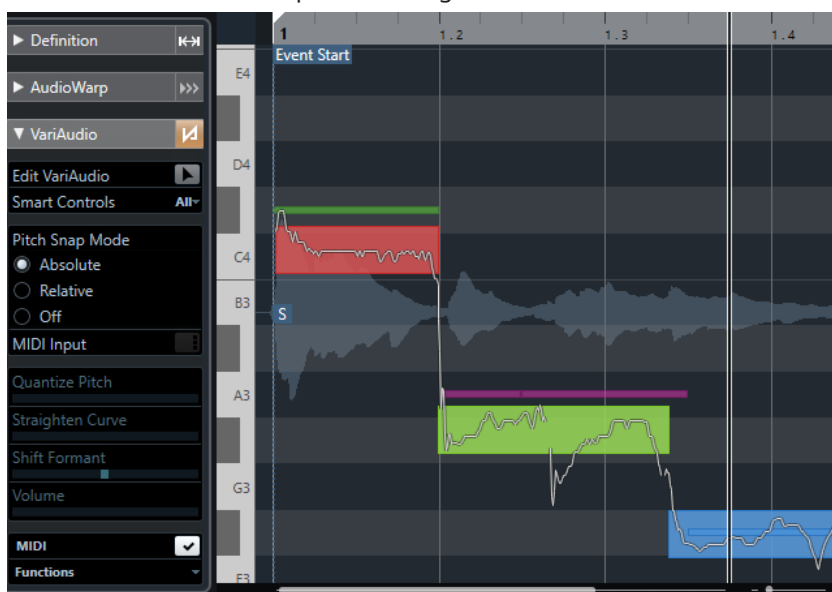 Definition
AudioWarp
VariAudio
Edit VariAudio
Smart Controls All
Pitch Snap Mode
Absolute
Relative
Off
MIDI Input
Quantize Pitch
Straighten Curve
Shift Formant
Volume
MIDI
Functions
1 1.2 1.3 1.4
Event Start
E4
D4
C4
B3
S
A3
G3
F3